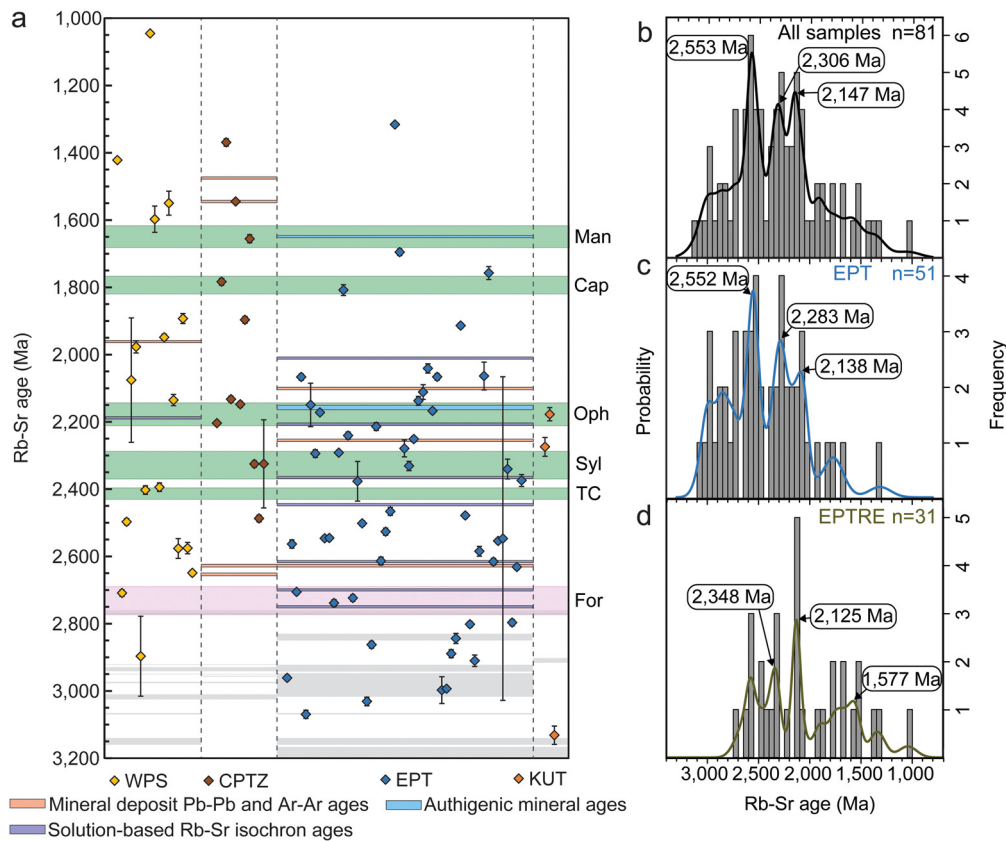 a
1,000
1,200
1,400
1,600
1,800
2,000
2,200
2,400
2,600
2,800
3,000
3,200
Rb-Sr age (Ma)
Man
Cap
Oph
Syl
TC
For
WPS
CPTZ
EPT
KUT
Mineral deposit Pb-Pb and Ar-Ar ages
Authigenic mineral ages
Solution-based Rb-Sr isochron ages
b
All samples n=81
2,553 Ma
2,306 Ma
2,147 Ma
6
5
4
3
2
1
c
EPT n=51
2,552 Ma
2,283 Ma
2,138 Ma
4
3
2
1
Probability
Frequency
d
EPTRE n=31
2,348 Ma
2,125 Ma
1,577 Ma
5
4
3
2
1
3,000 2,500 2,000 1,500 1,000
Rb-Sr age (Ma)